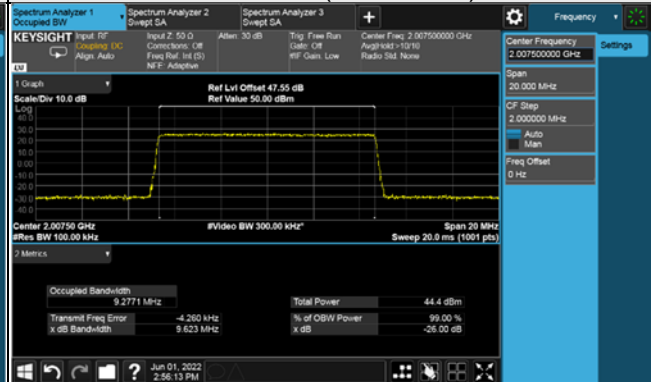 Spectrum Analyzer 1
Occupied BW
Spectrum Analyzer 2
Swept SA
Spectrum Analyzer 3
Swept SA
+
Frequency
KEYSIGHT
Input: RF
Coupling: DC
Align: Auto
Input Z: 50 Ω
Corrections: Off
Freq Ref: Int (S)
NFE: Adaptive
Atten: 30 dB
Trig: Free Run
Gate: Off
#IF Gain: Low
Center Freq: 2.007500000 GHz
Avg|Hold:>10/10
Radio Std: None
LXI
Center Frequency
2.007500000 GHz
Settings
Span
20.000 MHz
CF Step
2.000000 MHz
Auto
Man
Freq Offset
0 Hz
1 Graph
Scale/Div 10.0 dB
Ref Lvl Offset 47.55 dB
Ref Value 50.00 dBm
Log
40.0
30.0
20.0
10.0
0.00
-10.0
-20.0
-30.0
-40.0
Center 2.00750 GHz
#Res BW 100.00 kHz
#Video BW 300.00 kHz*
Span 20 MHz
Sweep 20.0 ms (1001 pts)
2 Metrics
Occupied Bandwidth
9.2771 MHz
Total Power 44.4 dBm
Transmit Freq Error -4.260 kHz
% of OBW Power 99.00 %
x dB Bandwidth 9.623 MHz
x dB -26.00 dB
?
Jun 01, 2022
2:56:13 PM